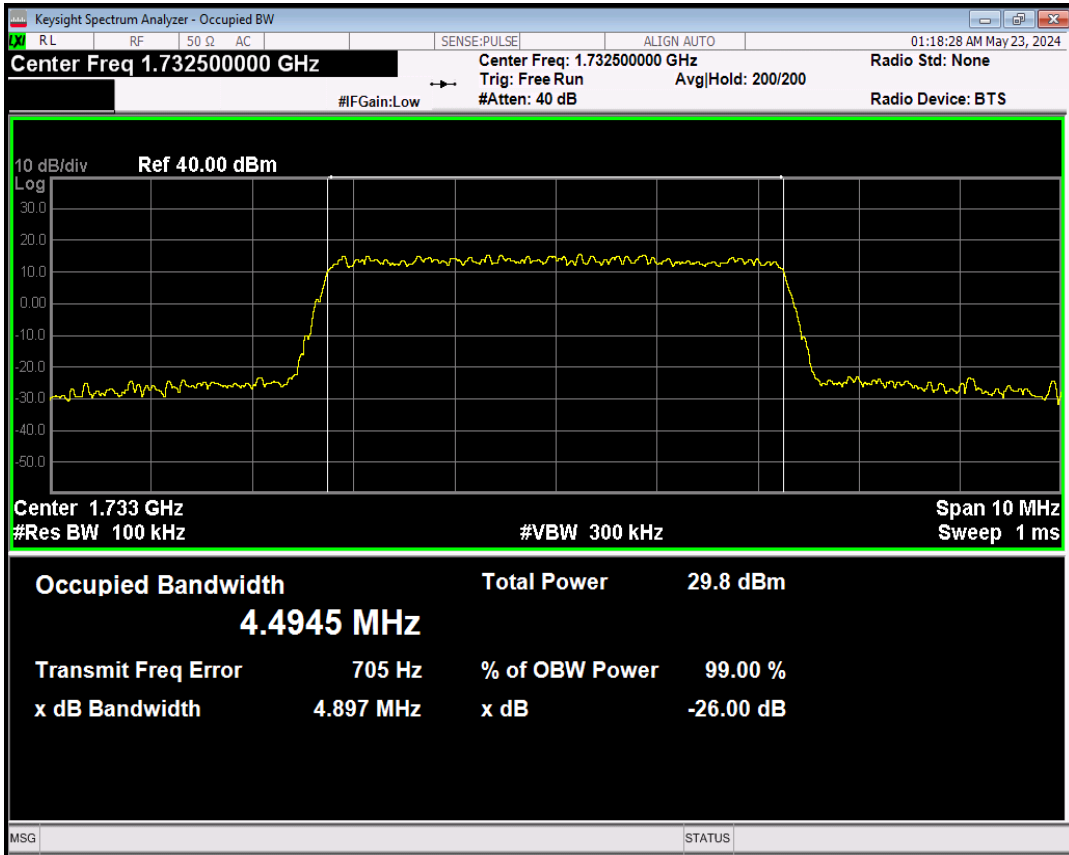 Keysight Spectrum Analyzer - Occupied BW
LXI RL RF 50 Ω AC SENSE:PULSE ALIGN AUTO 01:18:28 AM May 23, 2024
Center Freq 1.732500000 GHz Center Freq: 1.732500000 GHz Radio Std: None
Trig: Free Run Avg|Hold: 200/200
#IFGain:Low #Atten: 40 dB Radio Device: BTS
10 dB/div Ref 40.00 dBm
Log
30.0
20.0
10.0
0.00
-10.0
-20.0
-30.0
-40.0
-50.0
Center 1.733 GHz Span 10 MHz
#Res BW 100 kHz #VBW 300 kHz Sweep 1 ms
Occupied Bandwidth Total Power 29.8 dBm
4.4945 MHz
Transmit Freq Error 705 Hz % of OBW Power 99.00 %
x dB Bandwidth 4.897 MHz x dB -26.00 dB
MSG STATUS